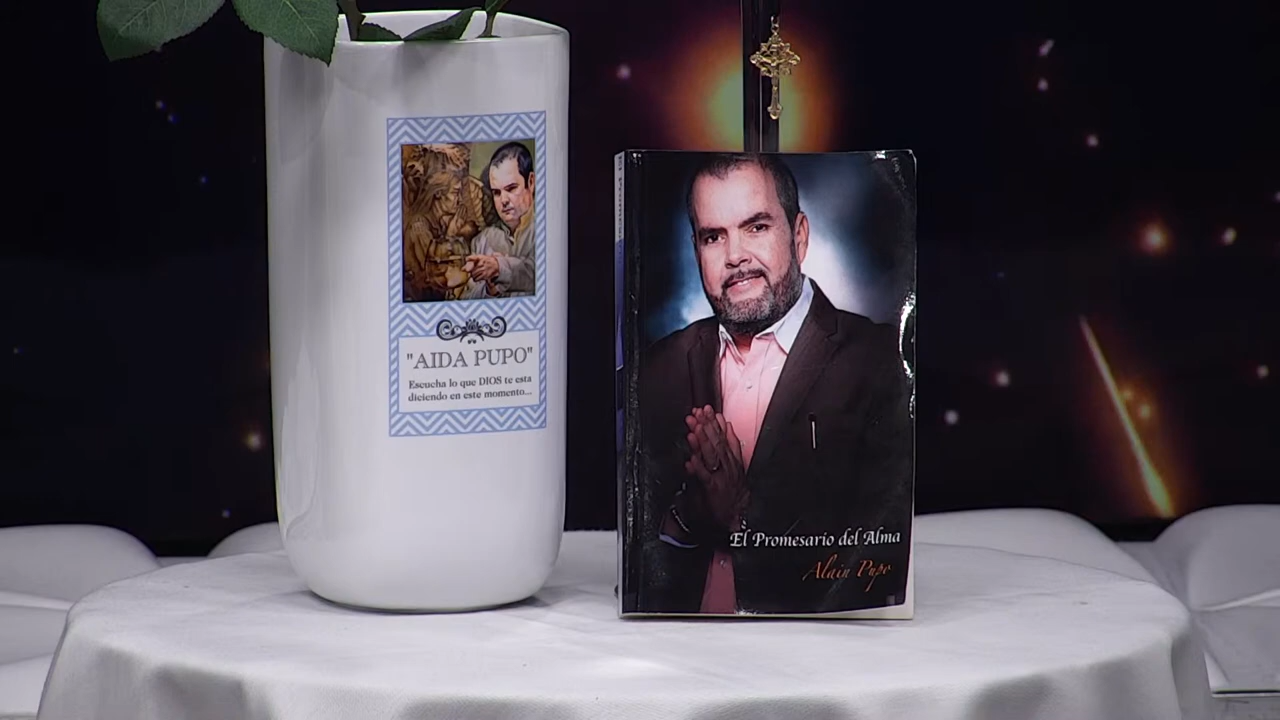 "AIDA PUPO"
Escucha lo que DIOS te esta
diciendo en este momento...
El Promesario del Alma
Alain Pupo